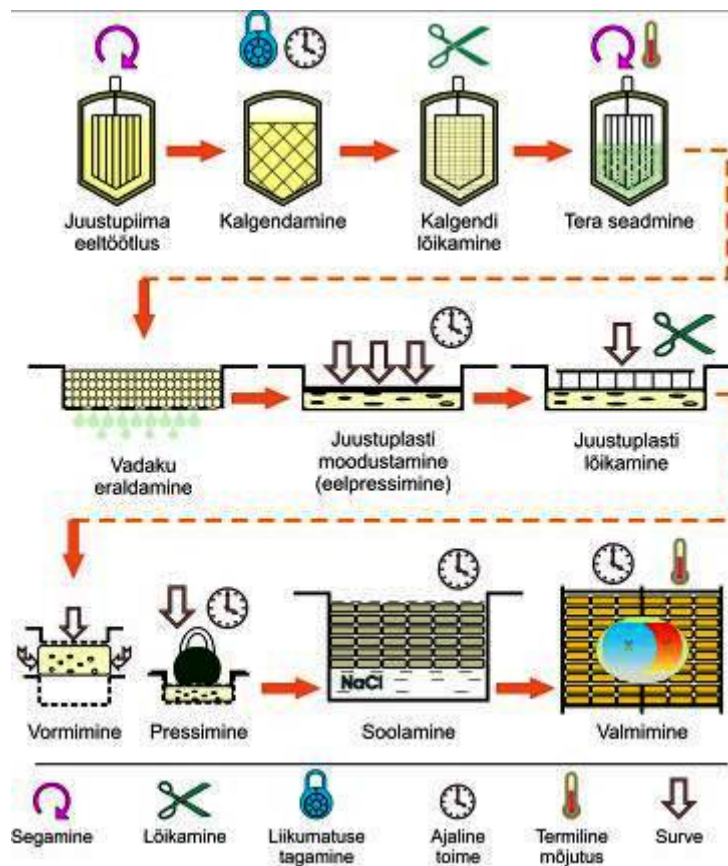 Juustupiima
eeltöötlus
Kalgendamine
Kalgendi
lõikamine
Tera seadmine
Vadaku
eraldamine
Juustuplasti
moodustamine
(eelpressimine)
Juustuplasti
lõikamine
NaCl
Vormimine
Pressimine
Soolamine
Valmimine
Segamine
Lõikamine
Liikumatuse
tagamine
Ajaline
toime
Termiline
mõjutus
Surve